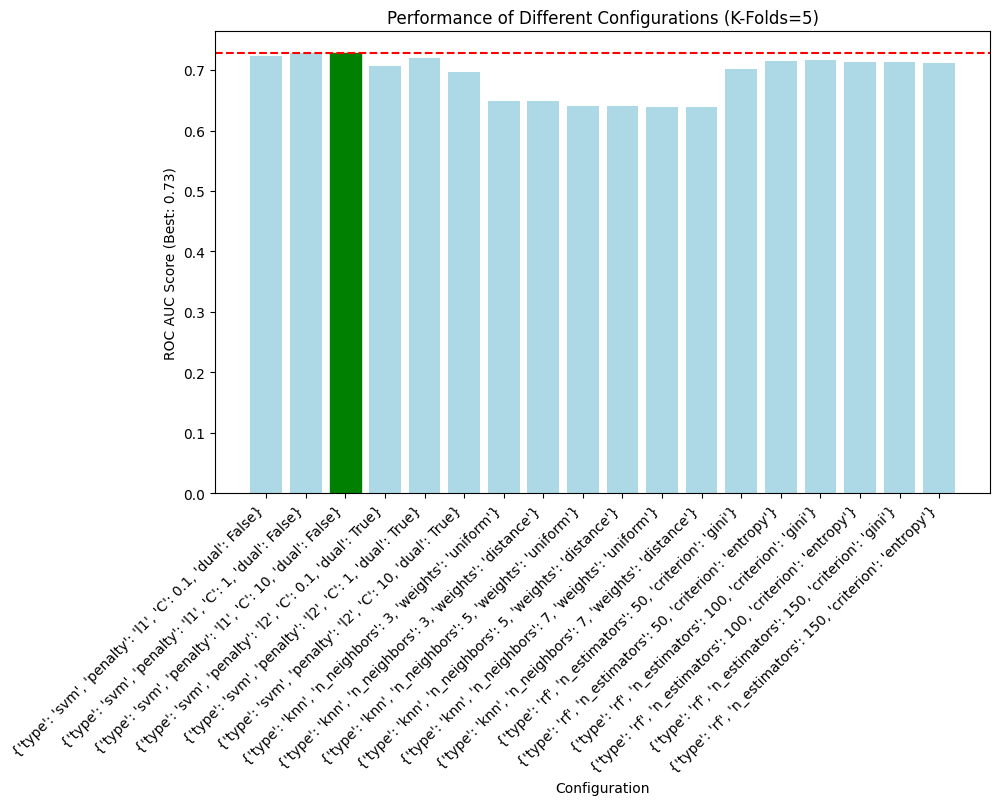 Performance of Different Configurations (K-Folds=5)
ROC AUC Score (Best: 0.73)
0.7
0.6
0.5
0.4
0.3
0.2
0.1
0.0
{'type': 'svm', 'penalty': 'l1', 'C': 0.1, 'dual': False}
{'type': 'svm', 'penalty': 'l1', 'C': 1, 'dual': False}
{'type': 'svm', 'penalty': 'l1', 'C': 10, 'dual': False}
{'type': 'svm', 'penalty': 'l2', 'C': 0.1, 'dual': True}
{'type': 'svm', 'penalty': 'l2', 'C': 1, 'dual': True}
{'type': 'svm', 'penalty': 'l2', 'C': 10, 'dual': True}
{'type': 'knn', 'n_neighbors': 3, 'weights': 'uniform'}
{'type': 'knn', 'n_neighbors': 3, 'weights': 'distance'}
{'type': 'knn', 'n_neighbors': 5, 'weights': 'uniform'}
{'type': 'knn', 'n_neighbors': 5, 'weights': 'distance'}
{'type': 'knn', 'n_neighbors': 7, 'weights': 'uniform'}
{'type': 'knn', 'n_neighbors': 7, 'weights': 'distance'}
{'type': 'rf', 'n_estimators': 50, 'criterion': 'gini'}
{'type': 'rf', 'n_estimators': 50, 'criterion': 'entropy'}
{'type': 'rf', 'n_estimators': 100, 'criterion': 'gini'}
{'type': 'rf', 'n_estimators': 100, 'criterion': 'entropy'}
{'type': 'rf', 'n_estimators': 150, 'criterion': 'gini'}
{'type': 'rf', 'n_estimators': 150, 'criterion': 'entropy'}
Configuration